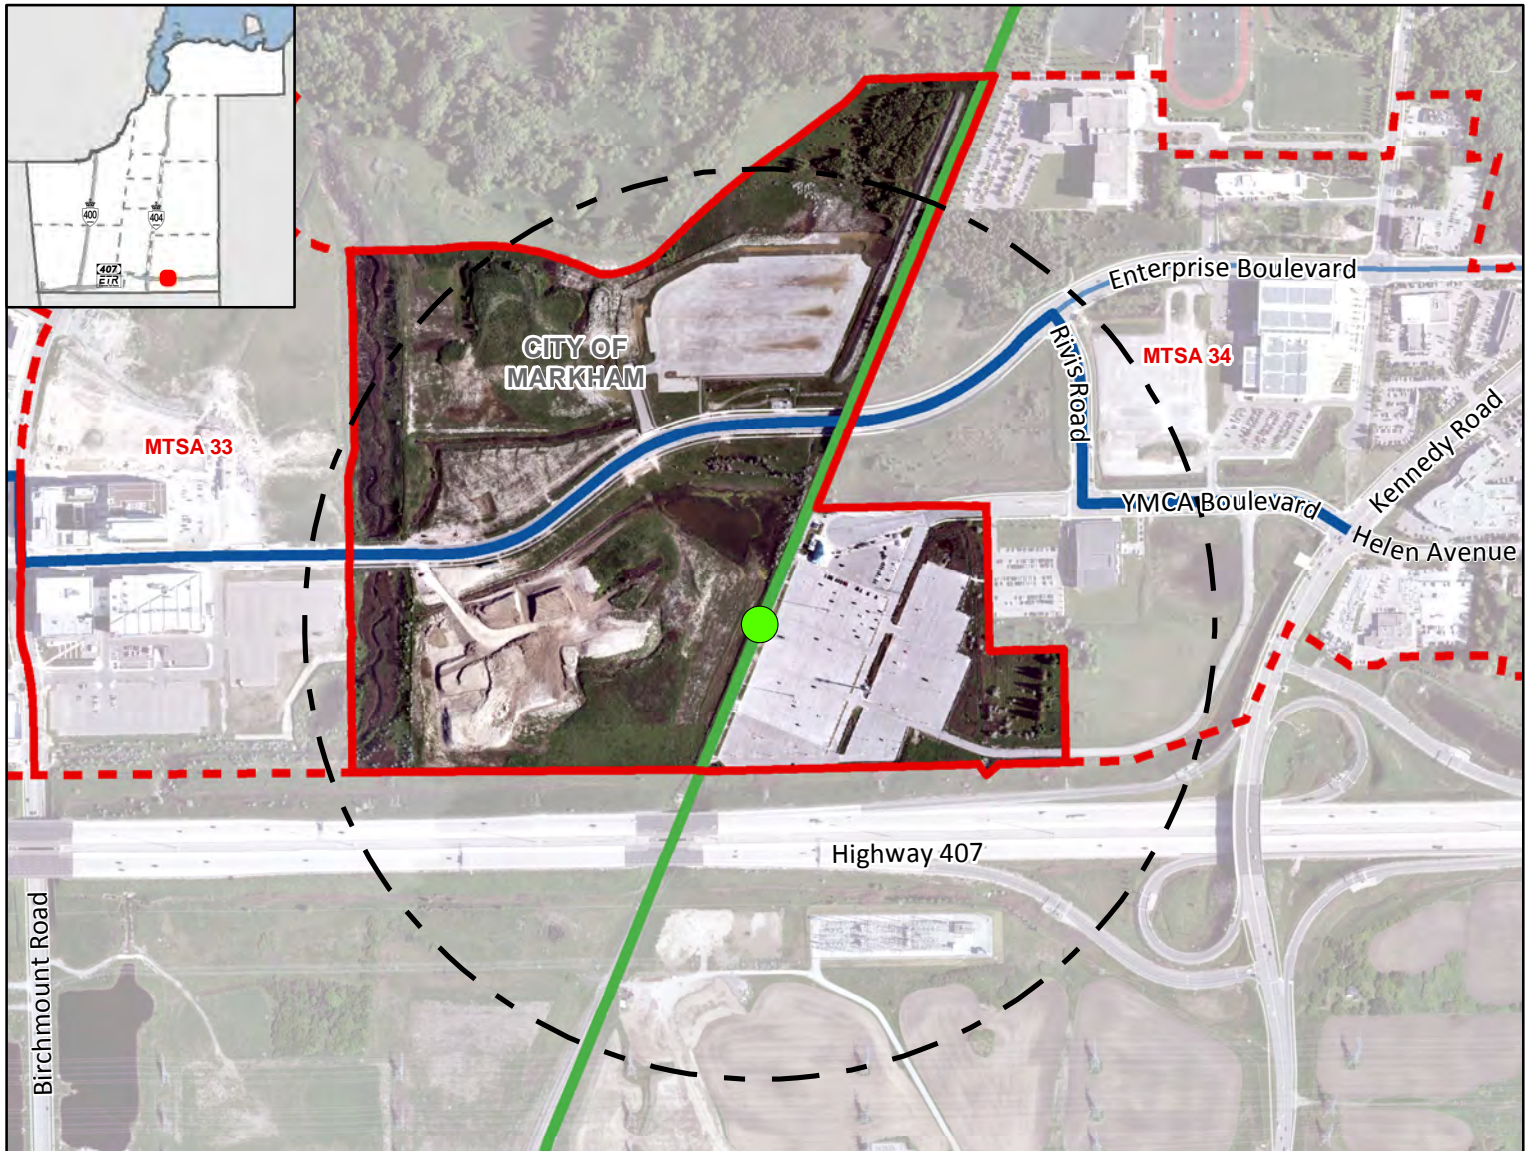 400
404
407
ETR
Enterprise Boulevard
CITY OF
MARKHAM
Rivis Road
MTSA 34
MTSA 33
Kennedy Road
YMCA Boulevard
Helen Avenue
Highway 407
Birchmount Road